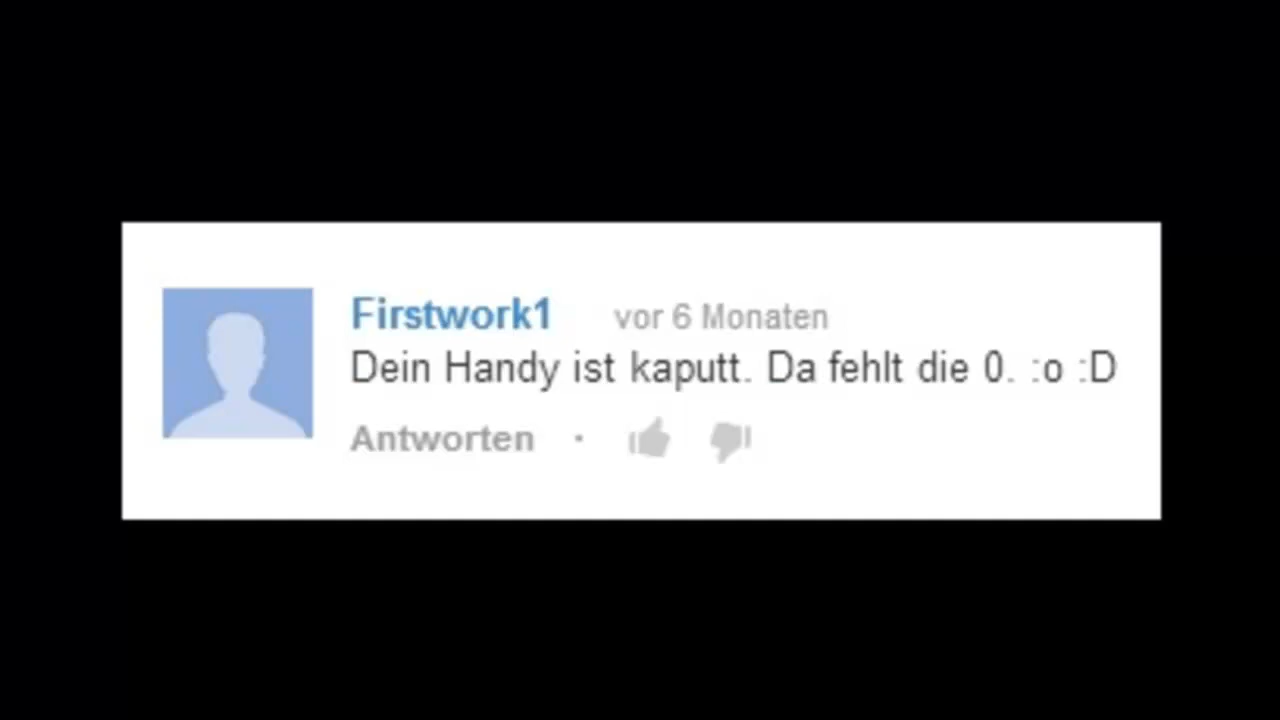 Firstwork1 vor 6 Monaten
Dein Handy ist kaputt. Da fehlt die 0. :o :D
Antworten ·